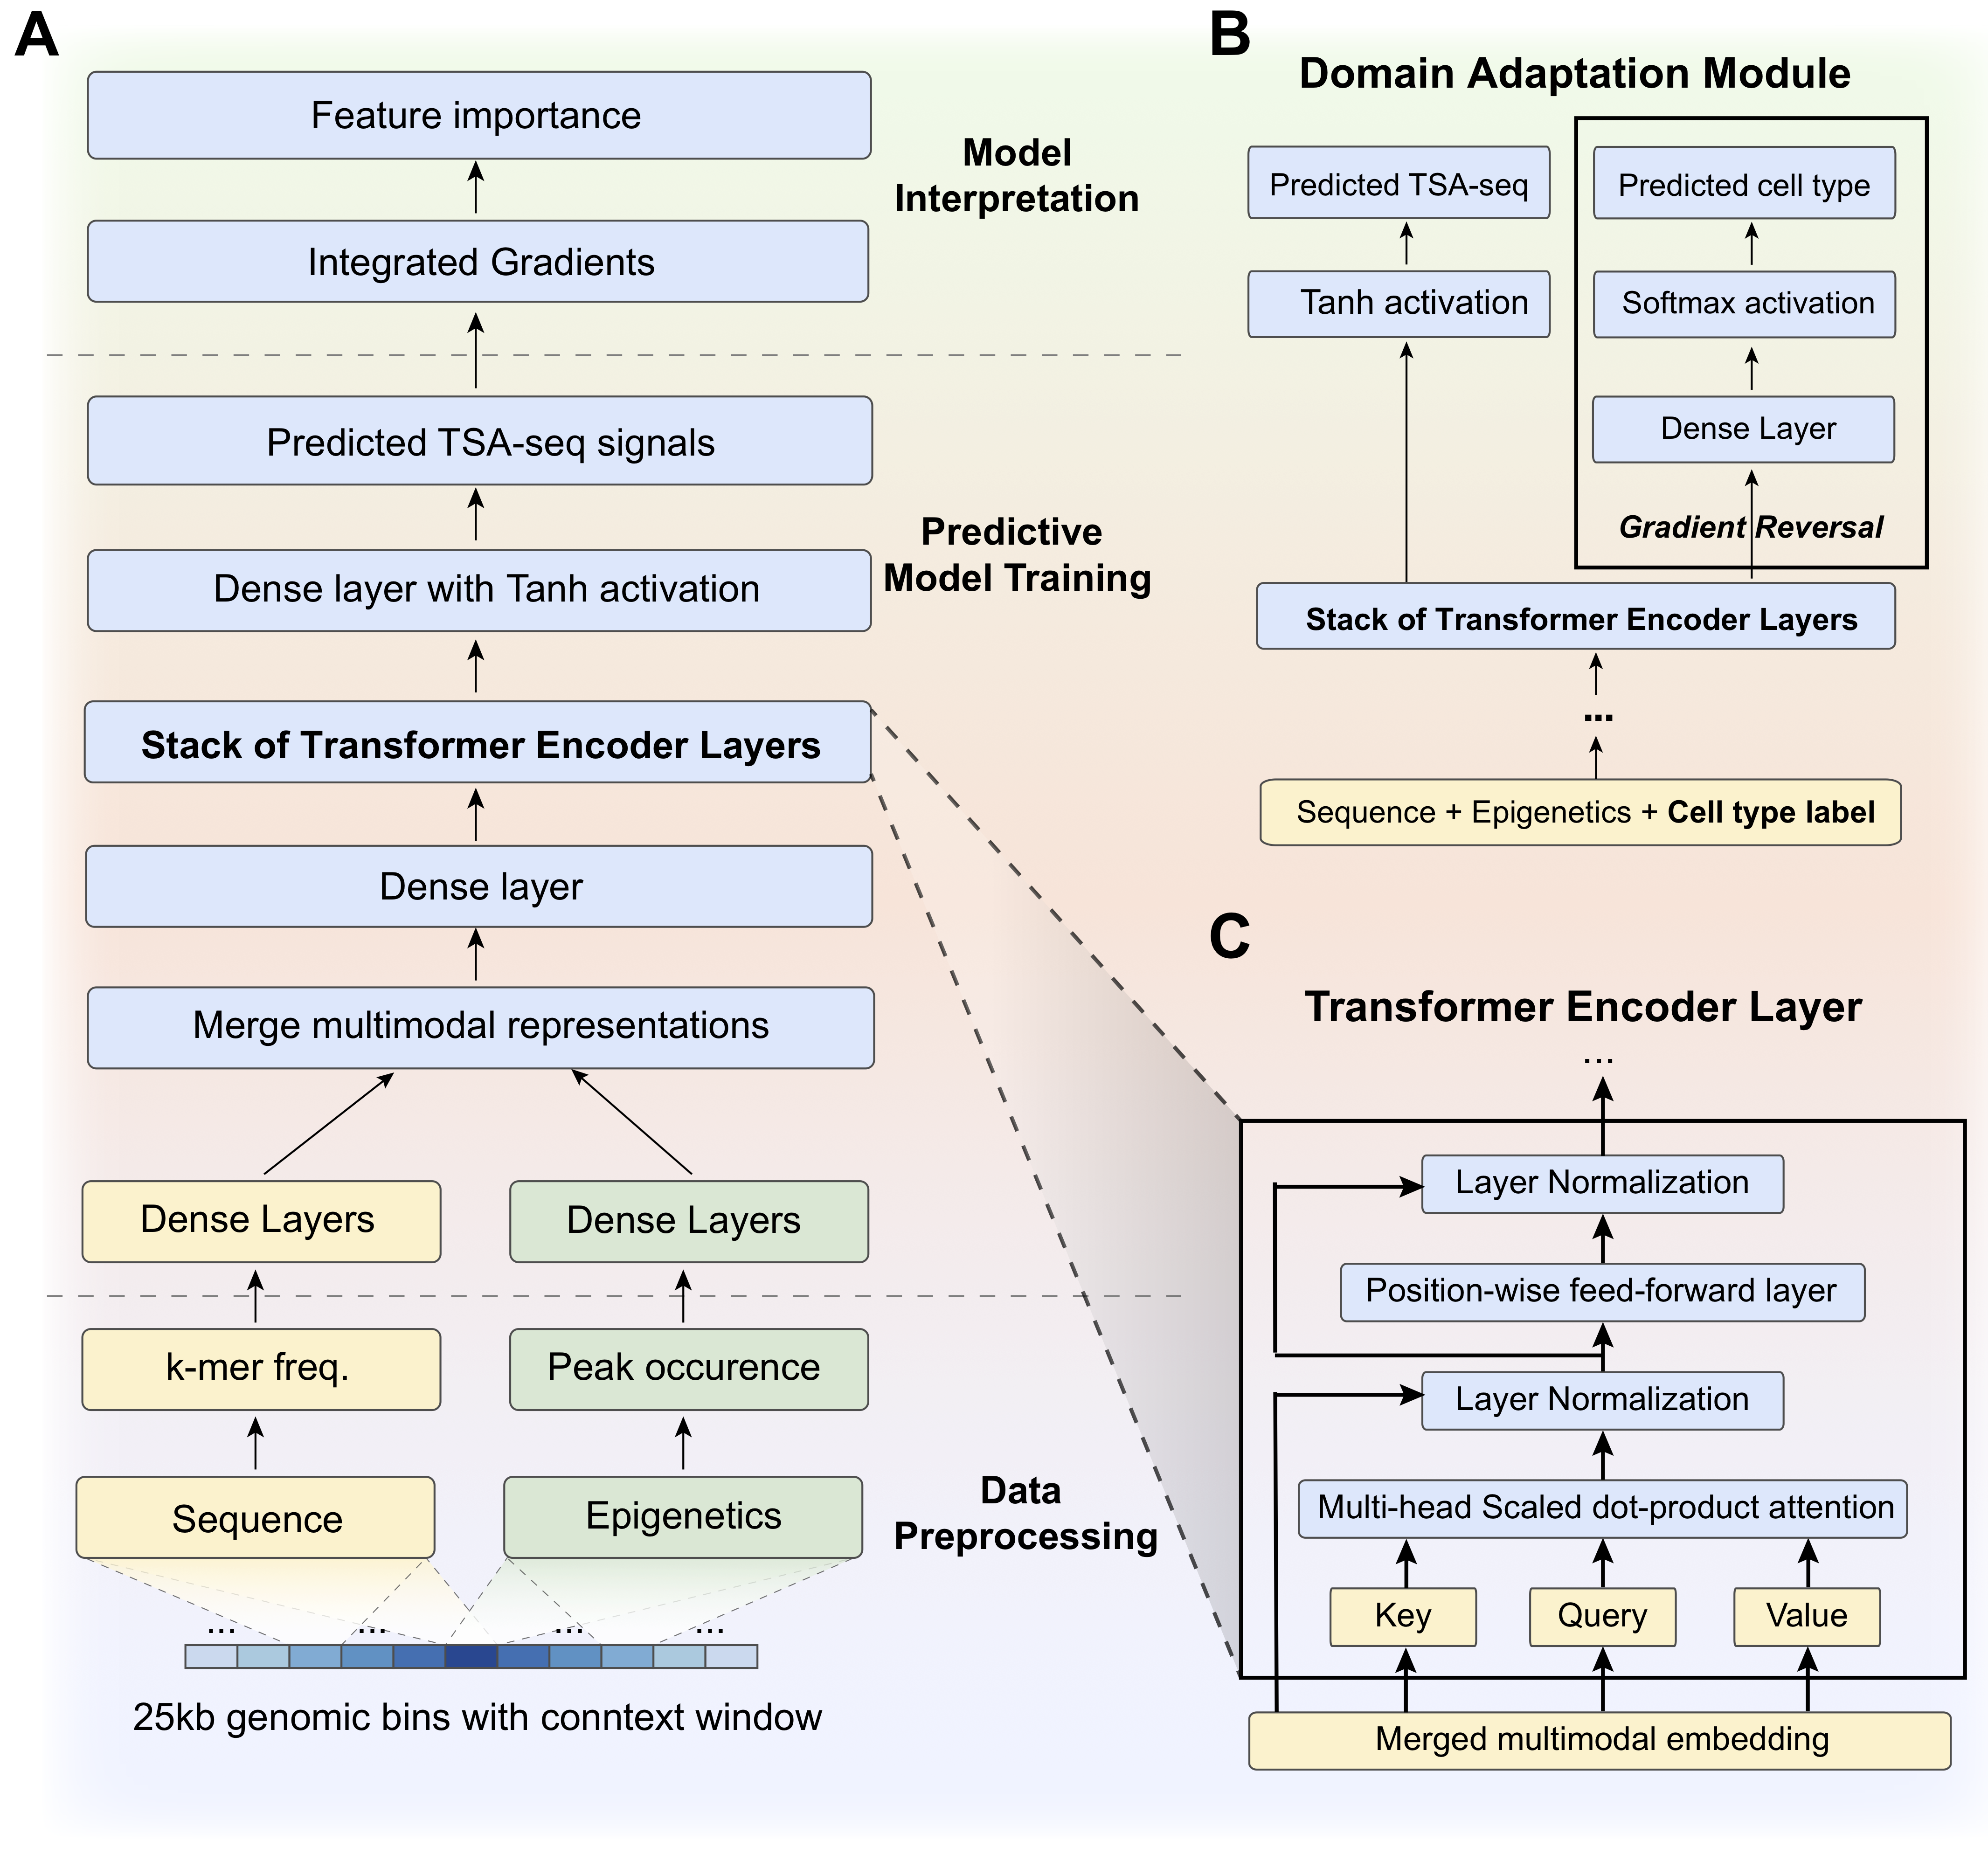 A
Feature importance
Integrated Gradients
Model
Interpretation
Predicted TSA-seq signals
Dense layer with Tanh activation
Predictive
Model Training
Stack of Transformer Encoder Layers
Dense layer
Merge multimodal representations
Dense Layers
Dense Layers
k-mer freq.
Peak occurence
Sequence
Epigenetics
Data
Preprocessing
... ... ... ...
25kb genomic bins with conntext window
B
Domain Adaptation Module
Predicted TSA-seq
Predicted cell type
Tanh activation
Softmax activation
Dense Layer
Gradient Reversal
Stack of Transformer Encoder Layers
...
Sequence + Epigenetics + Cell type label
C
Transformer Encoder Layer
...
Layer Normalization
Position-wise feed-forward layer
Layer Normalization
Multi-head Scaled dot-product attention
Key
Query
Value
Merged multimodal embedding